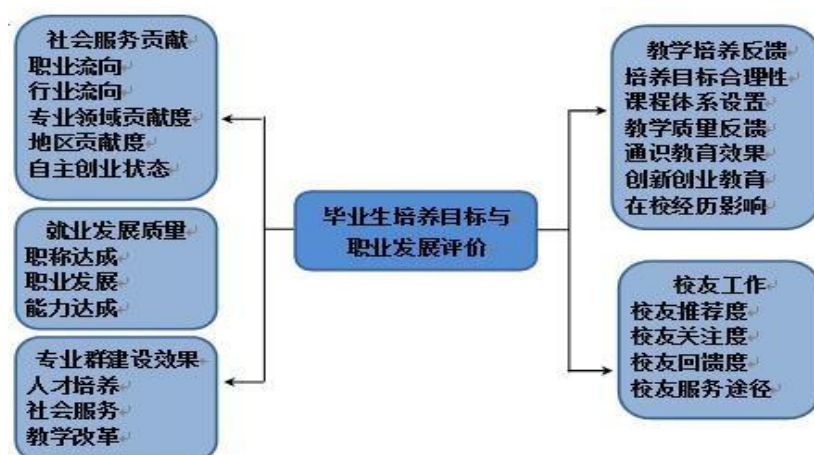 社会服务贡献
职业流向
行业流向
专业领域贡献度
地区贡献度
自主创业状态
就业发展质量
职称达成
职业发展
能力达成
专业群建设效果
人才培养
社会服务
教学改革
毕业生培养目标与
职业发展评价
教学培养反馈
培养目标合理性
课程体系设置
教学质量反馈
通识教育效果
创新创业教育
在校经历影响
校友工作
校友推荐度
校友关注度
校友回馈度
校友服务途径